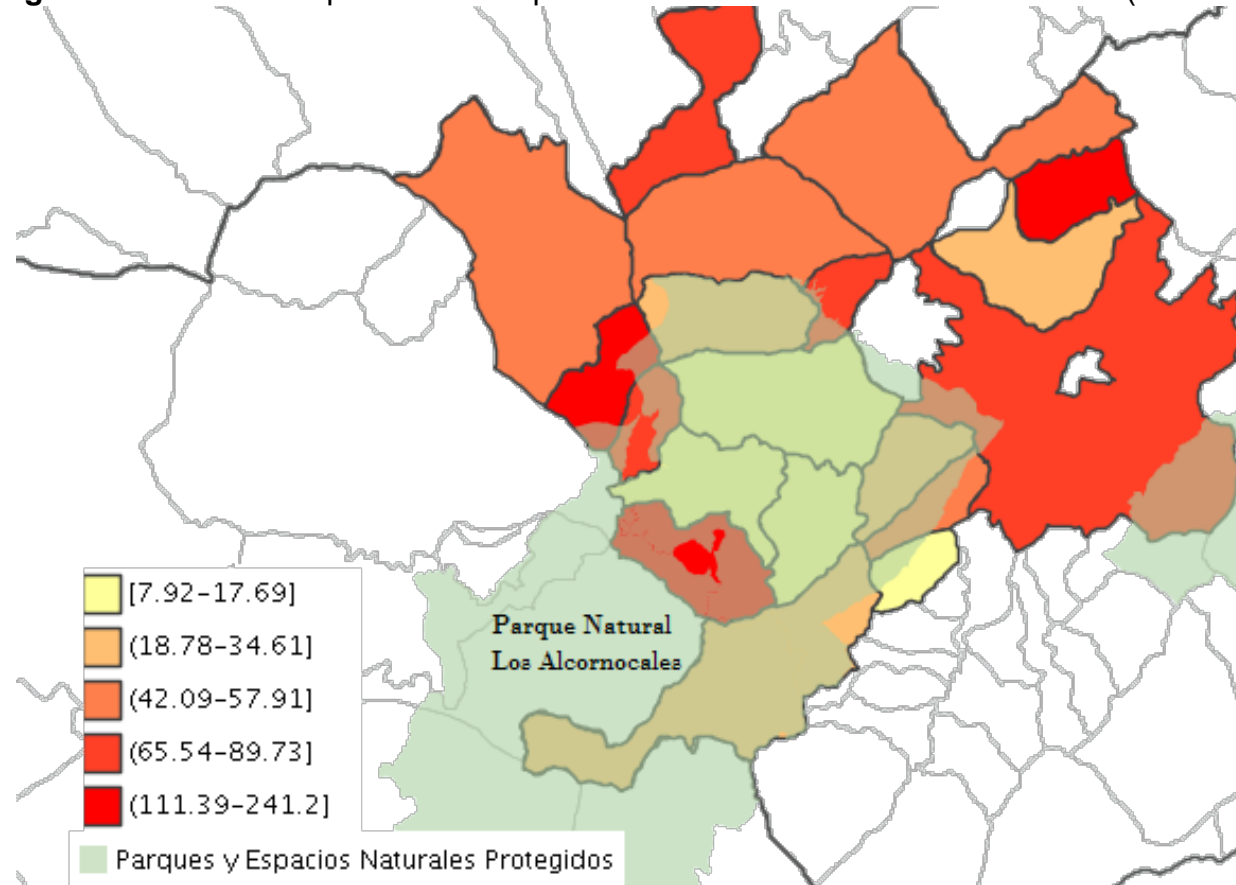 Parque Natural
Los Alcornocales
[7.92-17.69]
(18.78-34.61]
(42.09-57.91]
(65.54-89.73]
(111.39-241.2]
Parques y Espacios Naturales Protegidos